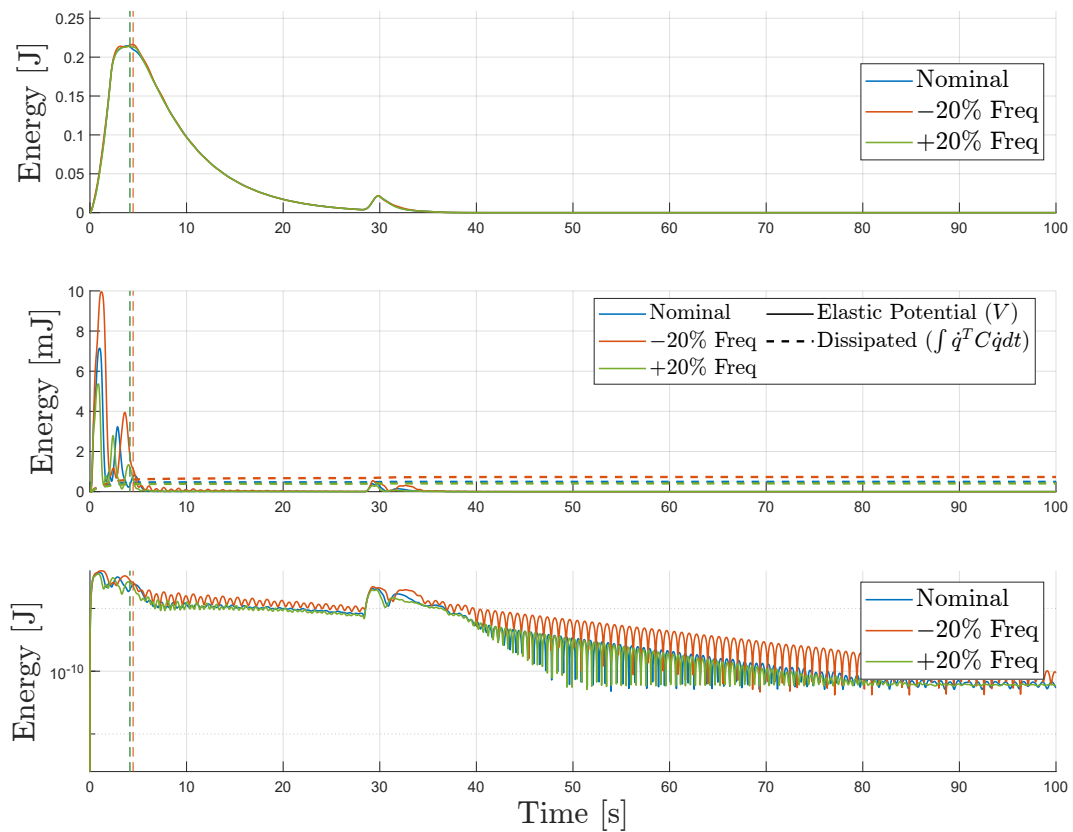 Energy [J]
0.25
0.2
0.15
0.1
0.05
0
0 10 20 30 40 50 60 70 80 90 100
Nominal
−20% Freq
+20% Freq
Energy [mJ]
10
8
6
4
2
0
0 10 20 30 40 50 60 70 80 90 100
Nominal
−20% Freq
+20% Freq
Elastic Potential (V)
Dissipated (∫ q̇ᵀCq̇dt)
Energy [J]
10⁻¹⁰
0 10 20 30 40 50 60 70 80 90 100
Nominal
−20% Freq
+20% Freq
Time [s]